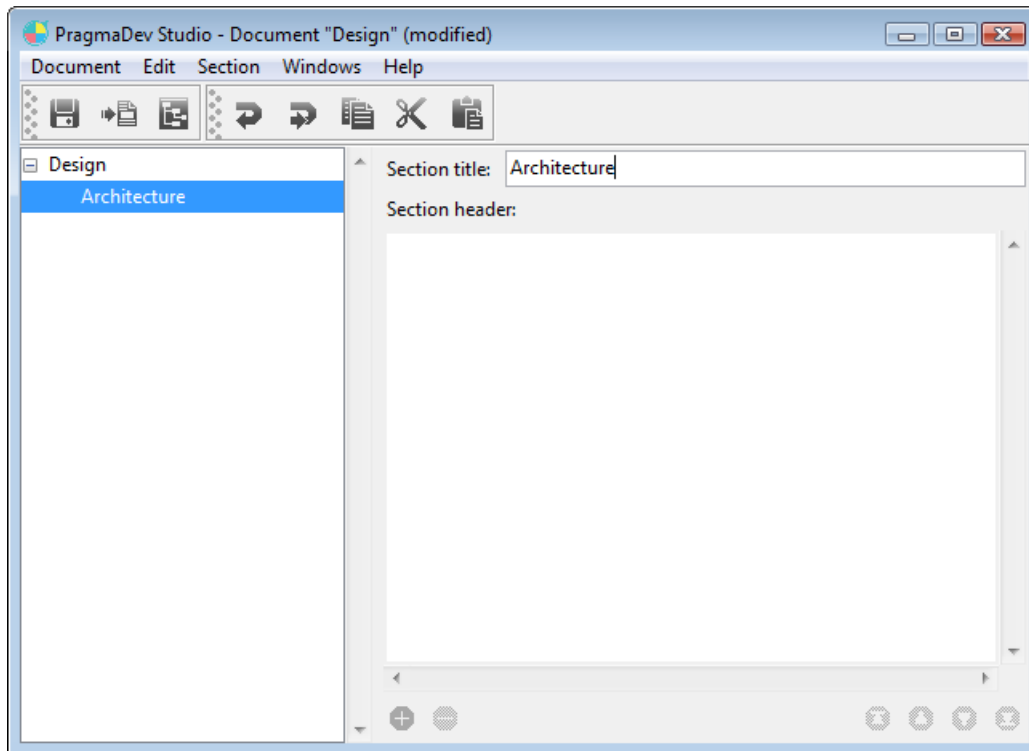 PragmaDev Studio - Document "Design" (modified)
Document Edit Section Windows Help
Design
Architecture
Section title: Architecture
Section header: